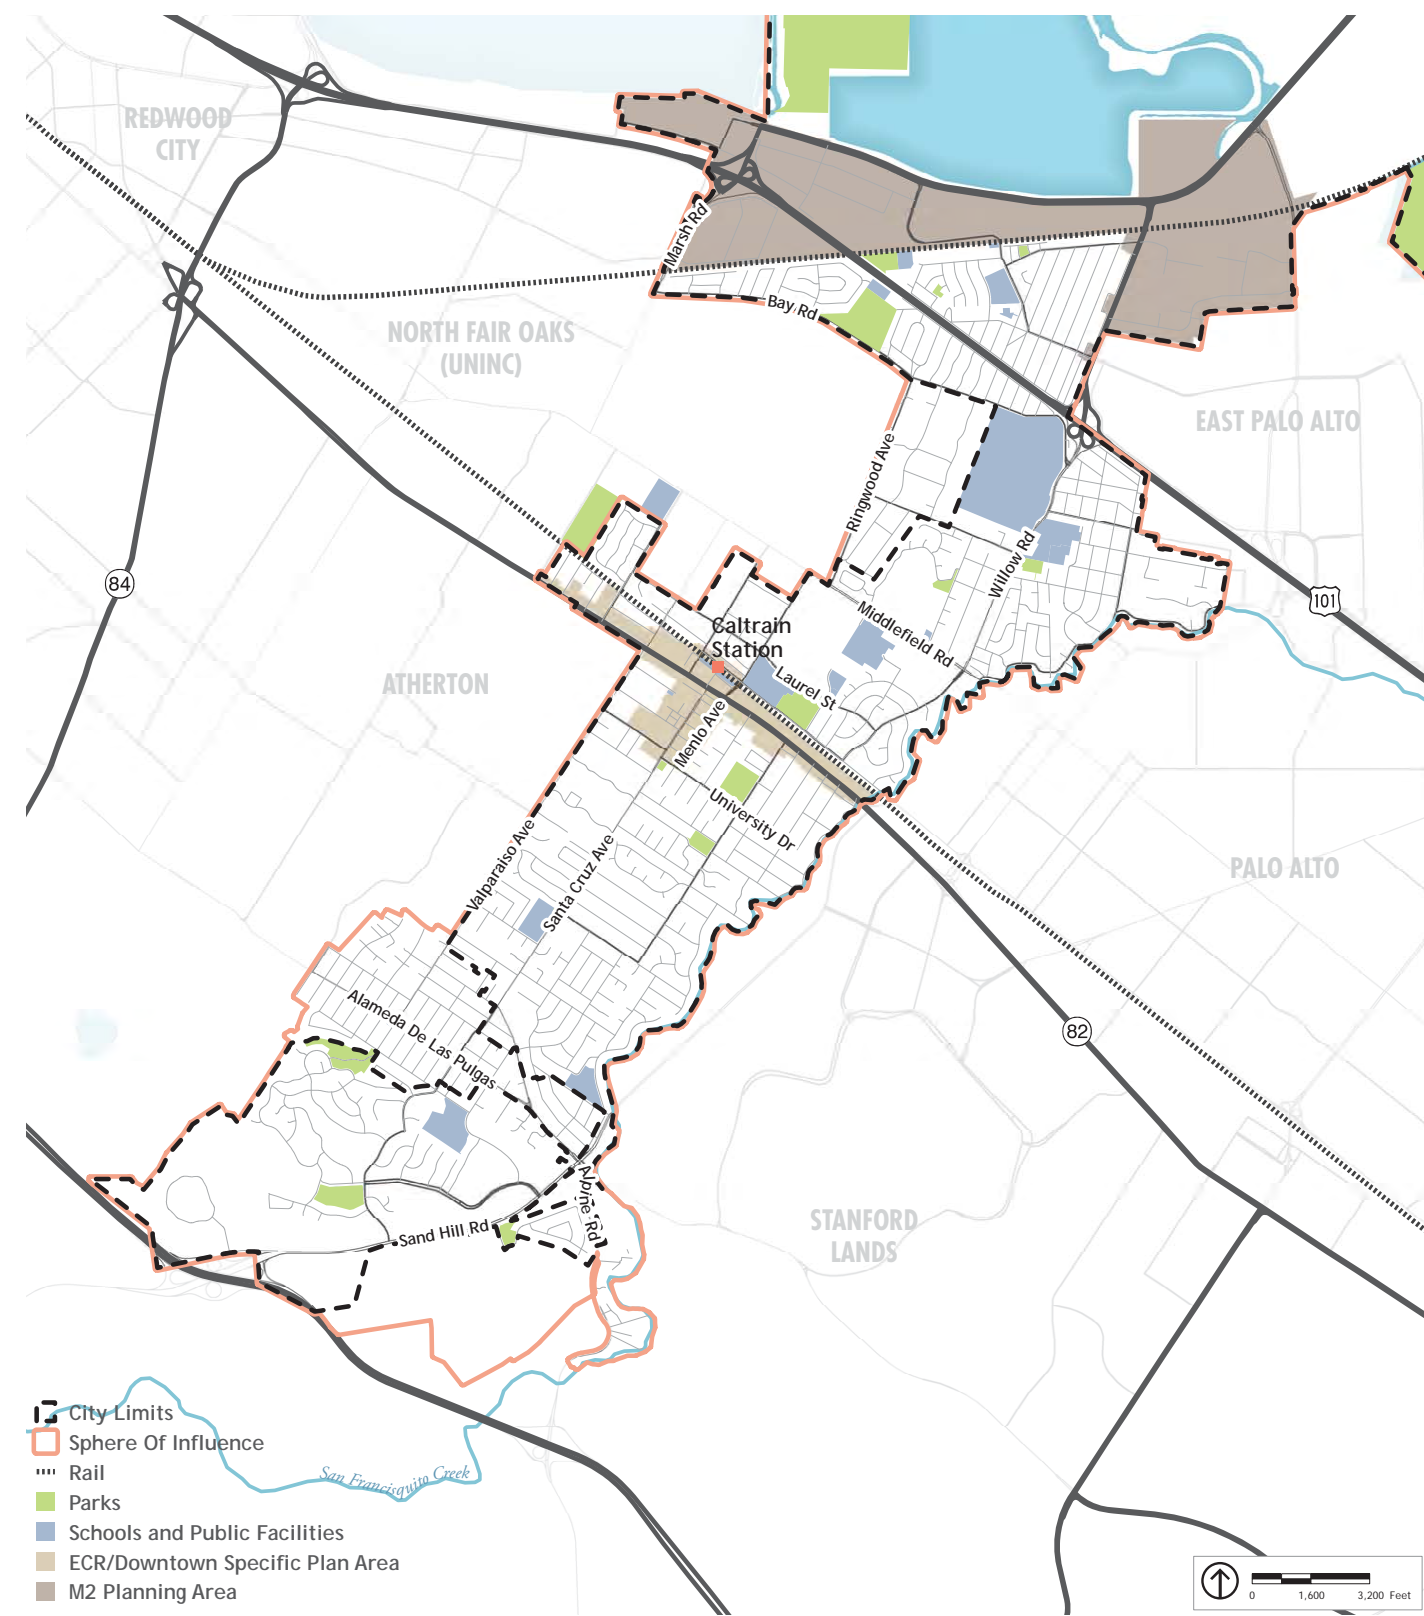 REDWOOD
CITY
Marsh Rd
Bay Rd
NORTH FAIR OAKS
(UNINC)
EAST PALO ALTO
Ringwood Ave
Willow Rd
84
101
Middlefield Rd
Caltrain
Station
Laurel St
ATHERTON
Menlo Ave
University Dr
Valparaiso Ave
Santa Cruz Ave
PALO ALTO
Alameda De Las Pulgas
82
Alpine Rd
Sand Hill Rd
STANFORD
LANDS
San Francisquito Creek
City Limits
Sphere Of Influence
Rail
Parks
Schools and Public Facilities
ECR/Downtown Specific Plan Area
M2 Planning Area
0 1,600 3,200 Feet